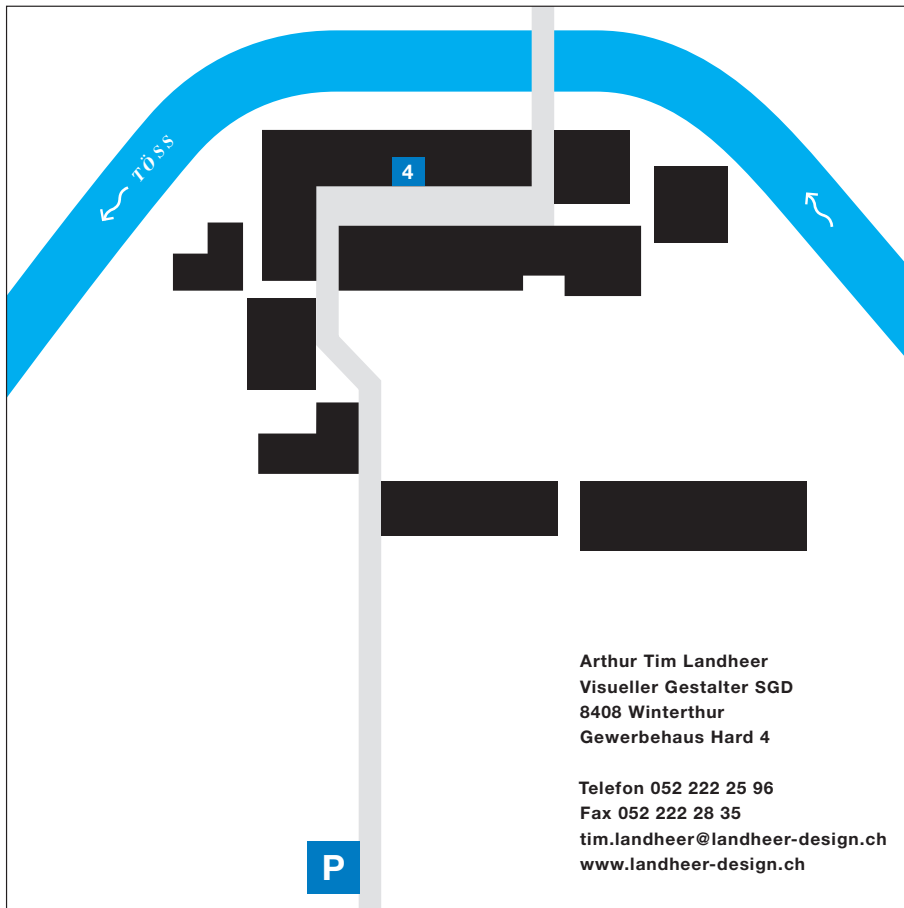 TÖSS
4
Arthur Tim Landheer
Visueller Gestalter SGD
8408 Winterthur
Gewerbehaus Hard 4
Telefon 052 222 25 96
Fax 052 222 28 35
tim.landheer@landheer-design.ch
www.landheer-design.ch
P